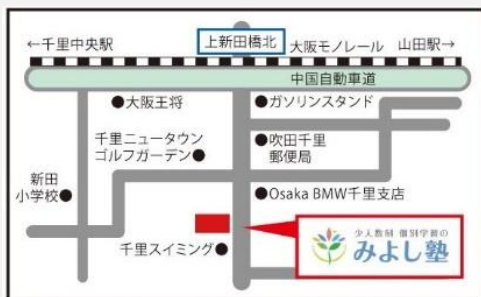 ←千里中央駅
上新田橋北
大阪モノレール
山田駅→
中国自動車道
●大阪王将
●ガソリンスタンド
千里ニュータウン
ゴルフガーデン●
●吹田千里
郵便局
新田
小学校●
●Osaka BMW千里支店
千里スイミング●
少人数制 個別学習の
みよし塾